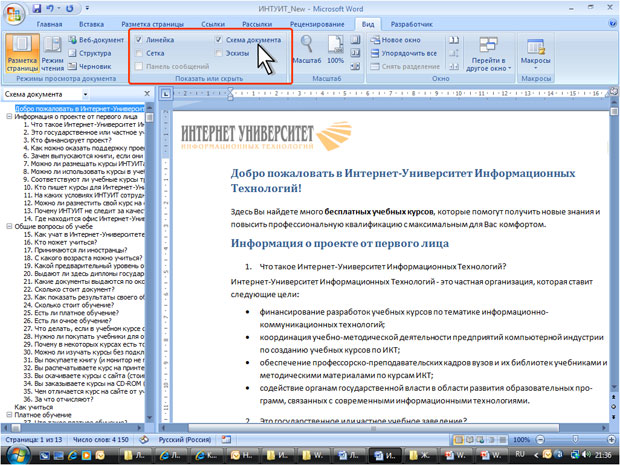 ИНТУИТ_New - Microsoft Word
Главная Вставка Разметка страницы Ссылки Рассылки Рецензирование Вид Разработчик
Разметка страницы
Режим чтения
Веб-документ
Структура
Черновик
Режимы просмотра документа
Линейка
Сетка
Панель сообщений
Схема документа
Эскизы
Показать или скрыть
Масштаб
100%
Масштаб
Новое окно
Упорядочить все
Снять разделение
Перейти в другое окно
Окно
Макросы
Макросы
Схема документа
Добро пожаловать в Интернет-Универси
Информация о проекте от первого лица
1. Что такое Интернет-Университет Ин
2. Это государственное или частное у
3. Кто финансирует проект?
4. Как можно оказать поддержку проек
6. Зачем выпускаются книги, если они
7. Можно ли размещать курсы ИНТУИТа
8. Можно ли использовать курсы в уче
9. Соответствуют ли учебные курсы т
10. Кто пишет курсы для Интернет-Ун
11. На каких условиях ИНТУИТ сотруд
12. Можно ли разместить свой курс на
13. Почему ИНТУИТ не следит за качес
14. Где находится офис Интернет-Уни
Общие вопросы об учебе
15. Как учат в Интернет-Университете
16. Кто может учиться?
17. Принимаются ли иностранцы?
18. С какого возраста можно учиться?
19. Какой предварительный уровень о
20. Выдают ли здесь дипломы государ
21. Какие документы выдаются по око
22. Сколько стоит документ?
23. Как показать результаты своего об
24. Сколько стоит обучение?
25. Есть ли платное обучение?
26. Есть ли очное обучение?
27. Что делать, если в учебном курсе о
28. Нужно ли покупать учебники для о
29. Почему в некоторых курсах есть то
30. Можно ли изучать курсы без подкл
31. Вы покупаете книгу (и монитор не п
32. Вы распечатываете курс на принте
33. Вы скачиваете курсы с сайта (стои
34. Вы заказываете курсы на CD-ROM (
35. Чем отличается курс на сайте от у
36. За что отчисляют?
Как учиться
Платное обучение
ИНТЕРНЕТ УНИВЕРСИТЕТ
ИНФОРМАЦИОННЫХ ТЕХНОЛОГИЙ
Добро пожаловать в Интернет-Университет Информационных
Технологий!
Здесь Вы найдете много бесплатных учебных курсов, которые помогут получить новые знания и
повысить профессиональную квалификацию с максимальным для Вас комфортом.
Информация о проекте от первого лица
1. Что такое Интернет-Университет Информационных Технологий?
Интернет-Университет Информационных Технологий - это частная организация, которая ставит
следующие цели:
• финансирование разработок учебных курсов по тематике информационно-
коммуникационных технологий;
• координация учебно-методической деятельности предприятий компьютерной индустрии
по созданию учебных курсов по ИКТ;
• обеспечение профессорско-преподавательских кадров вузов и их библиотек учебниками и
методическими материалами по курсам ИКТ;
• содействие органам государственной власти в области развития образовательных про-
грамм, связанных с современными информационными технологиями.
2. Это государственное или частное учебное заведение?
Страница: 1 из 13 Число слов: 4 150 Русский (Россия) 100%
RU 21:36